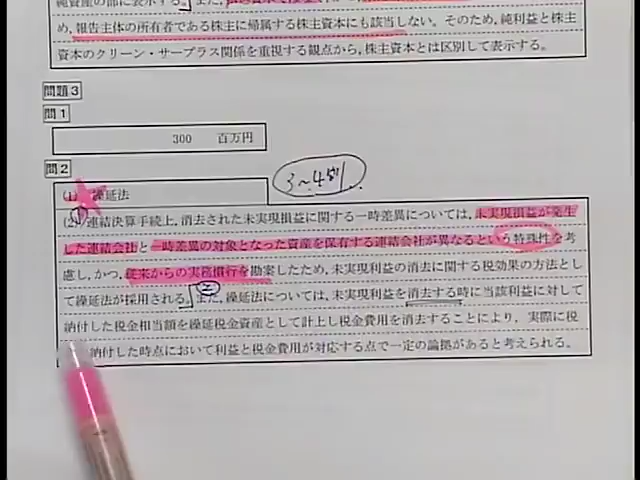 純資産の部に表示する。また、
め，報告主体の所有者である株主に帰属する株主資本にも該当しない。そのため，純利益と株主
資本のクリーン・サープラス関係を重視する観点から，株主資本とは区別して表示する。
問題3
問1
300 百万円
問2
3～4割
(1) 繰延法
(2) 連結決算手続上，消去された未実現損益に関する一時差異については，未実現損益が発生
した連結会社と一時差異の対象となった資産を保有する連結会社が異なるという特殊性を考
慮し，かつ，従来からの実務慣行を勘案したため，未実現利益の消去に関する税効果の方法とし
て繰延法が採用される。また，繰延法については，未実現利益を消去する時に当該利益に対して
納付した税金相当額を繰延税金資産として計上し税金費用を消去することにより，実際に税
納付した時点において利益と税金費用が対応する点で一定の論拠があると考えられる。